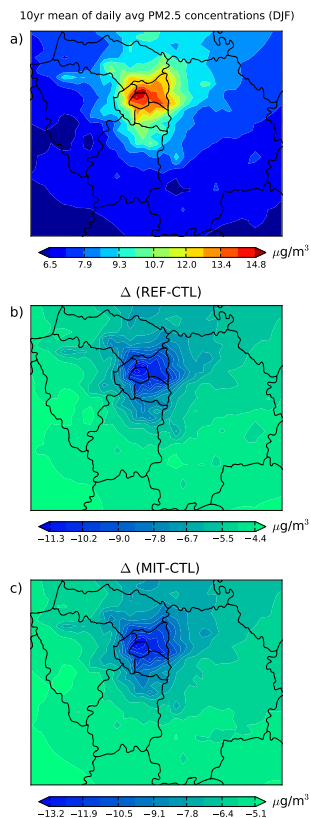 10yr mean of daily avg PM2.5 concentrations (DJF)
a)
6.5 7.9 9.3 10.7 12.0 13.4 14.8 μg/m³
Δ (REF-CTL)
b)
−11.3 −10.2 −9.0 −7.8 −6.7 −5.5 −4.4 μg/m³
Δ (MIT-CTL)
c)
−13.2 −11.9 −10.5 −9.1 −7.8 −6.4 −5.1 μg/m³